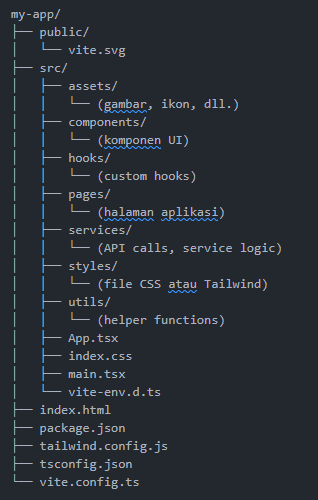 my-app/
├── public/
│   └── vite.svg
├── src/
│   ├── assets/
│   │   └── (gambar, ikon, dll.)
│   ├── components/
│   │   └── (komponen UI)
│   ├── hooks/
│   │   └── (custom hooks)
│   ├── pages/
│   │   └── (halaman aplikasi)
│   ├── services/
│   │   └── (API calls, service logic)
│   ├── styles/
│   │   └── (file CSS atau Tailwind)
│   ├── utils/
│   │   └── (helper functions)
│   ├── App.tsx
│   ├── index.css
│   ├── main.tsx
│   └── vite-env.d.ts
├── index.html
├── package.json
├── tailwind.config.js
├── tsconfig.json
└── vite.config.ts